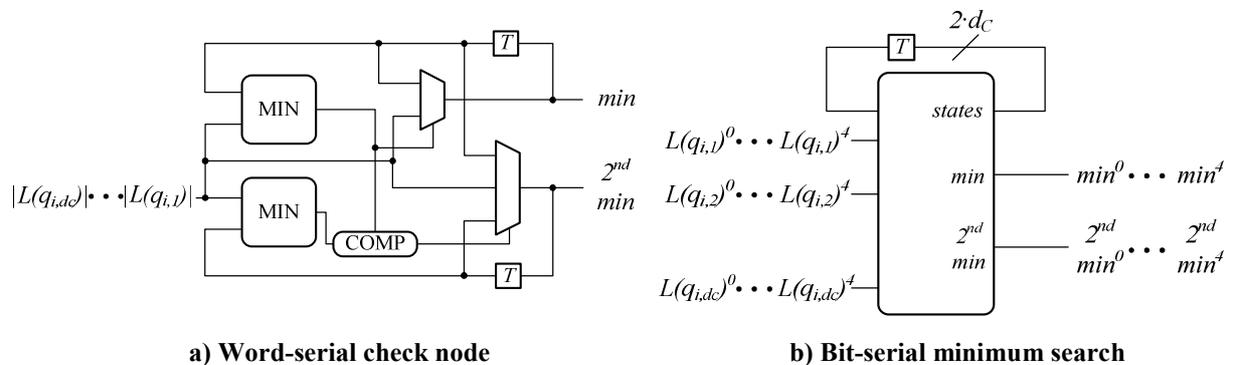 T
MIN
min
|L(q_{i,dc})|•••|L(q_{i,1})|
MIN
COMP
2^{nd}
min
T
a) Word-serial check node
2·d_C
T
states
L(q_{i,1})^0•••L(q_{i,1})^4
L(q_{i,2})^0•••L(q_{i,2})^4
L(q_{i,dc})^0•••L(q_{i,dc})^4
min
2^{nd}
min
min^0•••min^4
2^{nd} ••• 2^{nd}
min^0 min^4
b) Bit-serial minimum search